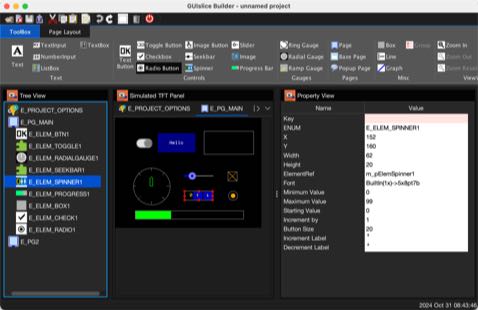 GUIslice Builder - unnamed project
ToolBox Page Layout
Text
TextInput
NumInput
ListBox
TextBox
Text
Text Button
Toggle Button
Checkbox
Radio Button
Image Button
Seekbar
Spinner
Slider
Image
Progress Bar
Controls
Ring Gauge
Radial Gauge
Ramp Gauge
Gauges
Page
Base Page
Popup Page
Pages
Box
Line
Graph
Group
Misc
Zoom In
Zoom Out
Tree View
E_PROJECT_OPTIONS
E_PG_MAIN
E_ELEM_BTN1
E_ELEM_TOGGLE1
E_ELEM_RADIALGAUGE1
E_ELEM_SEEKBAR1
E_ELEM_SPINNER1
E_ELEM_PROGRESS1
E_ELEM_BOX1
E_ELEM_CHECK1
E_ELEM_RADIO1
E_PG2
Simulated TFT Panel
E_PROJECT_OPTIONS E_PG_MAIN
Hello
0
Property View
Name Value
Key
ENUM E_ELEM_SPINNER1
X 152
Y 160
Width 62
Height 20
ElementRef m_pElemSpinner1
Font BuiltIn(1x)->5x8pt7b
Minimum Value 0
Maximum Value 99
Starting Value 0
Increment by 1
Button Size 20
Increment Label
Decrement Label
2024 Oct 31 08:43:46